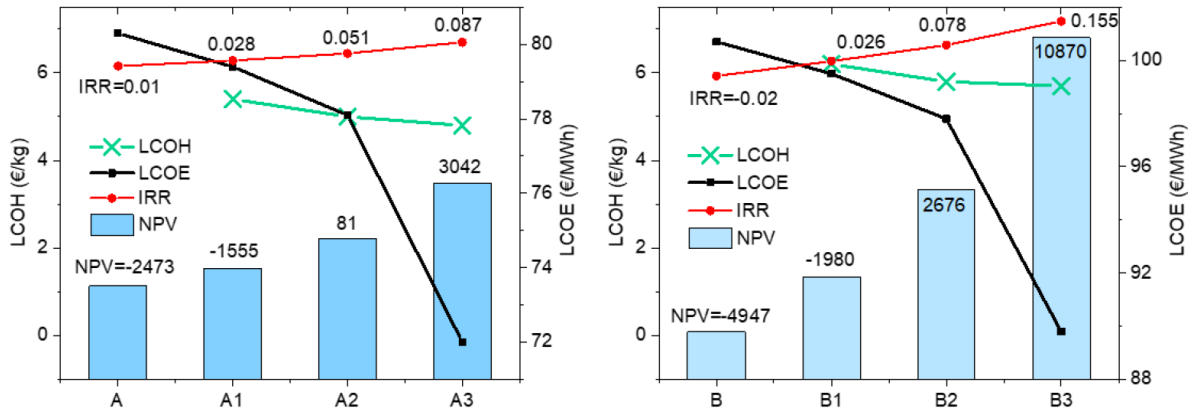 0.087
0.051
0.028
IRR=0.01
6
4
2
0
LCOH (€/kg)
LCOH
LCOE
IRR
NPV
NPV=-2473
-1555
81
3042
80
78
76
74
72
LCOE (€/MWh)
A A1 A2 A3
0.155
0.078
0.026
IRR=-0.02
6
4
2
0
LCOH (€/kg)
LCOH
LCOE
IRR
NPV
NPV=-4947
-1980
2676
10870
100
96
92
88
LCOE (€/MWh)
B B1 B2 B3